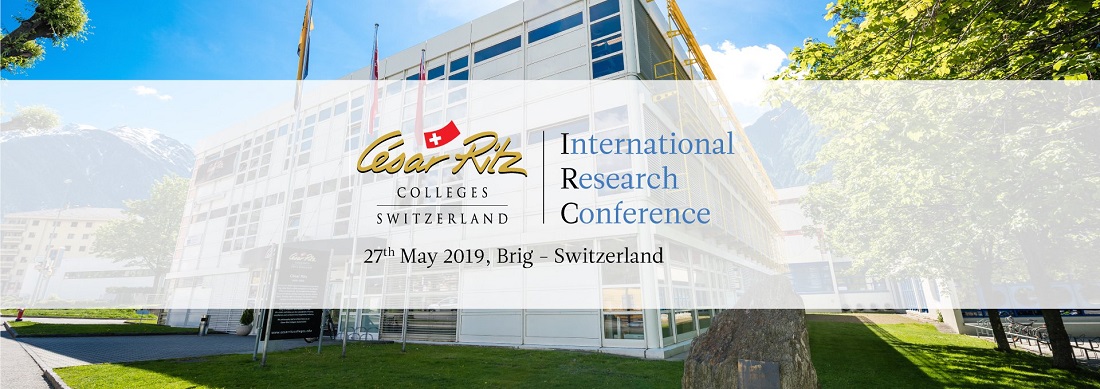 César Ritz
COLLEGES
SWITZERLAND
International
Research
Conference
27th May 2019, Brig – Switzerland